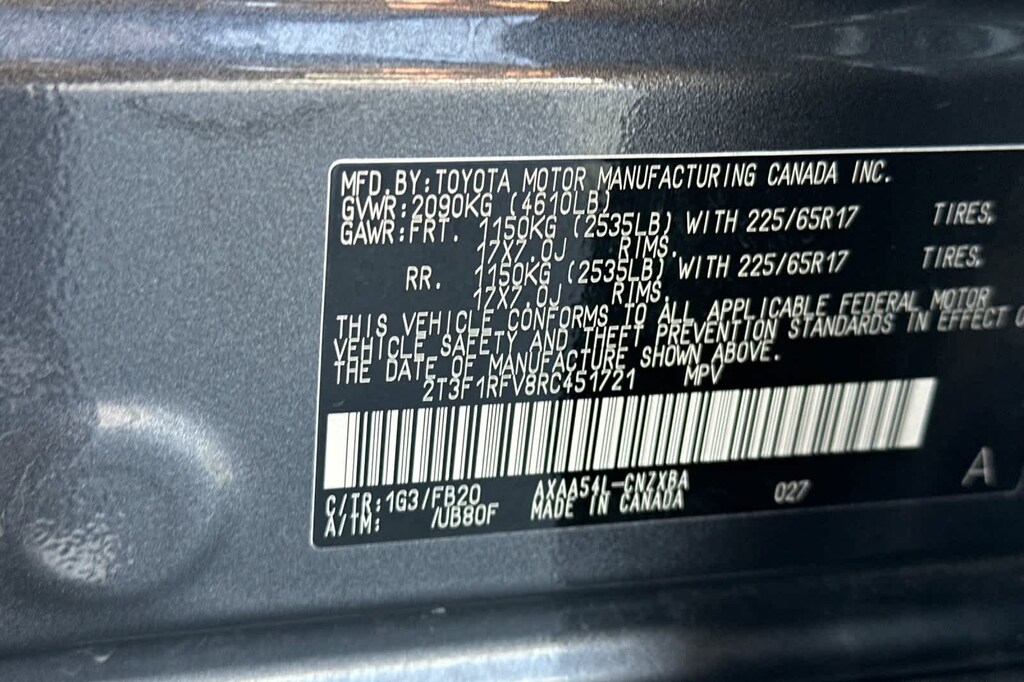 MFD.BY:TOYOTA MOTOR MANUFACTURING CANADA INC.
GVWR:2090KG (4610LB)
GAWR:FRT. 1150KG (2535LB) WITH 225/65R17 TIRES,
17X7.0J RIMS.
RR. 1150KG (2535LB) WITH 225/65R17 TIRES,
17X7.0J RIMS.
THIS VEHICLE CONFORMS TO ALL APPLICABLE FEDERAL MOTOR
VEHICLE SAFETY AND THEFT PREVENTION STANDARDS IN EFFECT O
THE DATE OF MANUFACTURE SHOWN ABOVE.
2T3F1RFV8RC451721 MPV
C/TR:1G3/FB20 AXAA54L-CNZXBA 027 A
A/TM: /UB80F MADE IN CANADA